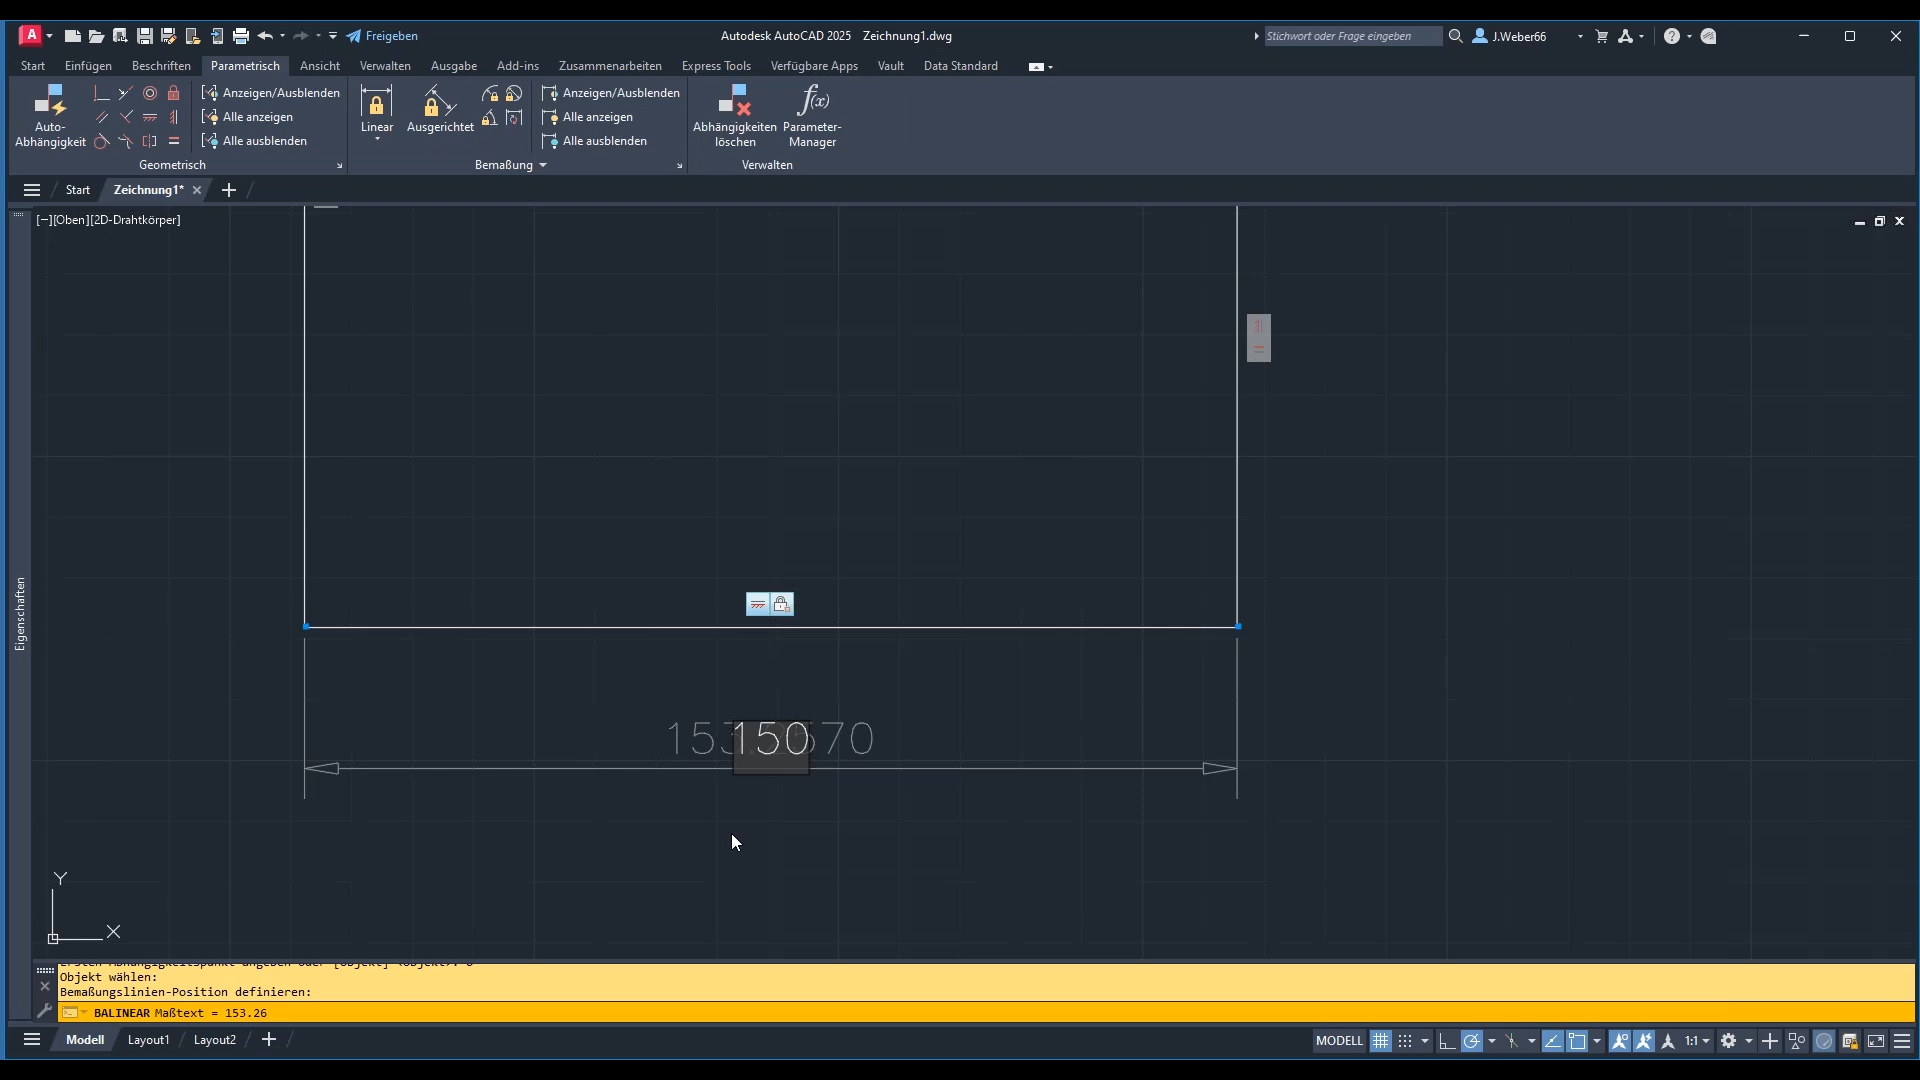 A Freigeben Autodesk AutoCAD 2025 Zeichnung1.dwg Stichwort oder Frage eingeben J.Weber66
Start Einfügen Beschriften Parametrisch Ansicht Verwalten Ausgabe Add-ins Zusammenarbeiten Express Tools Verfügbare Apps Vault Data Standard
Auto-
Abhängigkeit
Anzeigen/Ausblenden
Alle anzeigen
Alle ausblenden
Geometrisch
Linear
Ausgerichtet
Anzeigen/Ausblenden
Alle anzeigen
Alle ausblenden
Bemaßung
Abhängigkeiten
löschen
f(x)
Parameter-
Manager
Verwalten
Start Zeichnung1*
[−][Oben][2D-Drahtkörper]
Eigenschaften
150
Y
X
Objekt wählen:
Bemaßungslinien-Position definieren:
BALINEAR Maßtext = 153.26
Modell Layout1 Layout2 MODELL 1:1